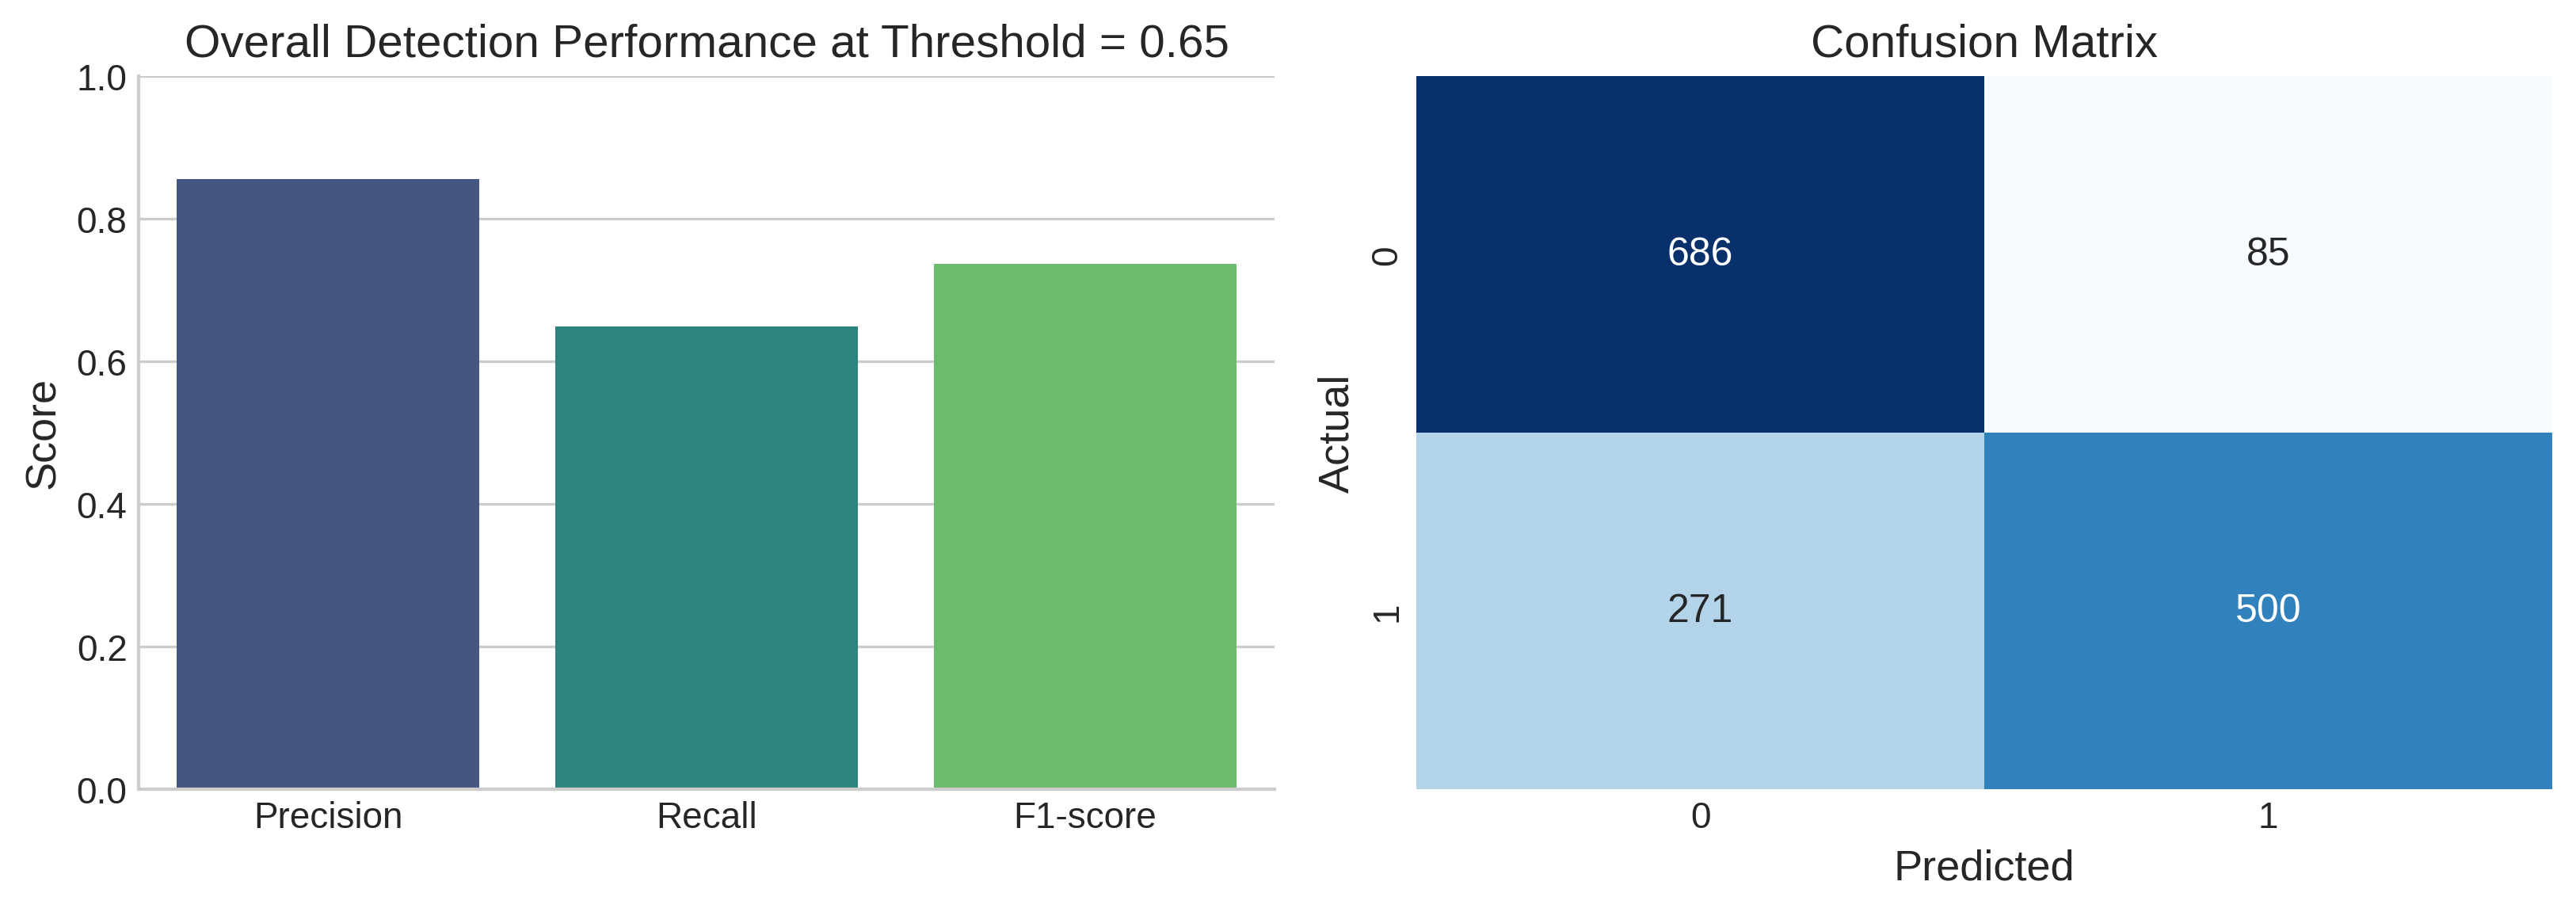 Overall Detection Performance at Threshold = 0.65
1.0
0.8
0.6
0.4
0.2
0.0
Score
Precision Recall F1-score
Confusion Matrix
Actual
0
1
686 85
271 500
0 1
Predicted